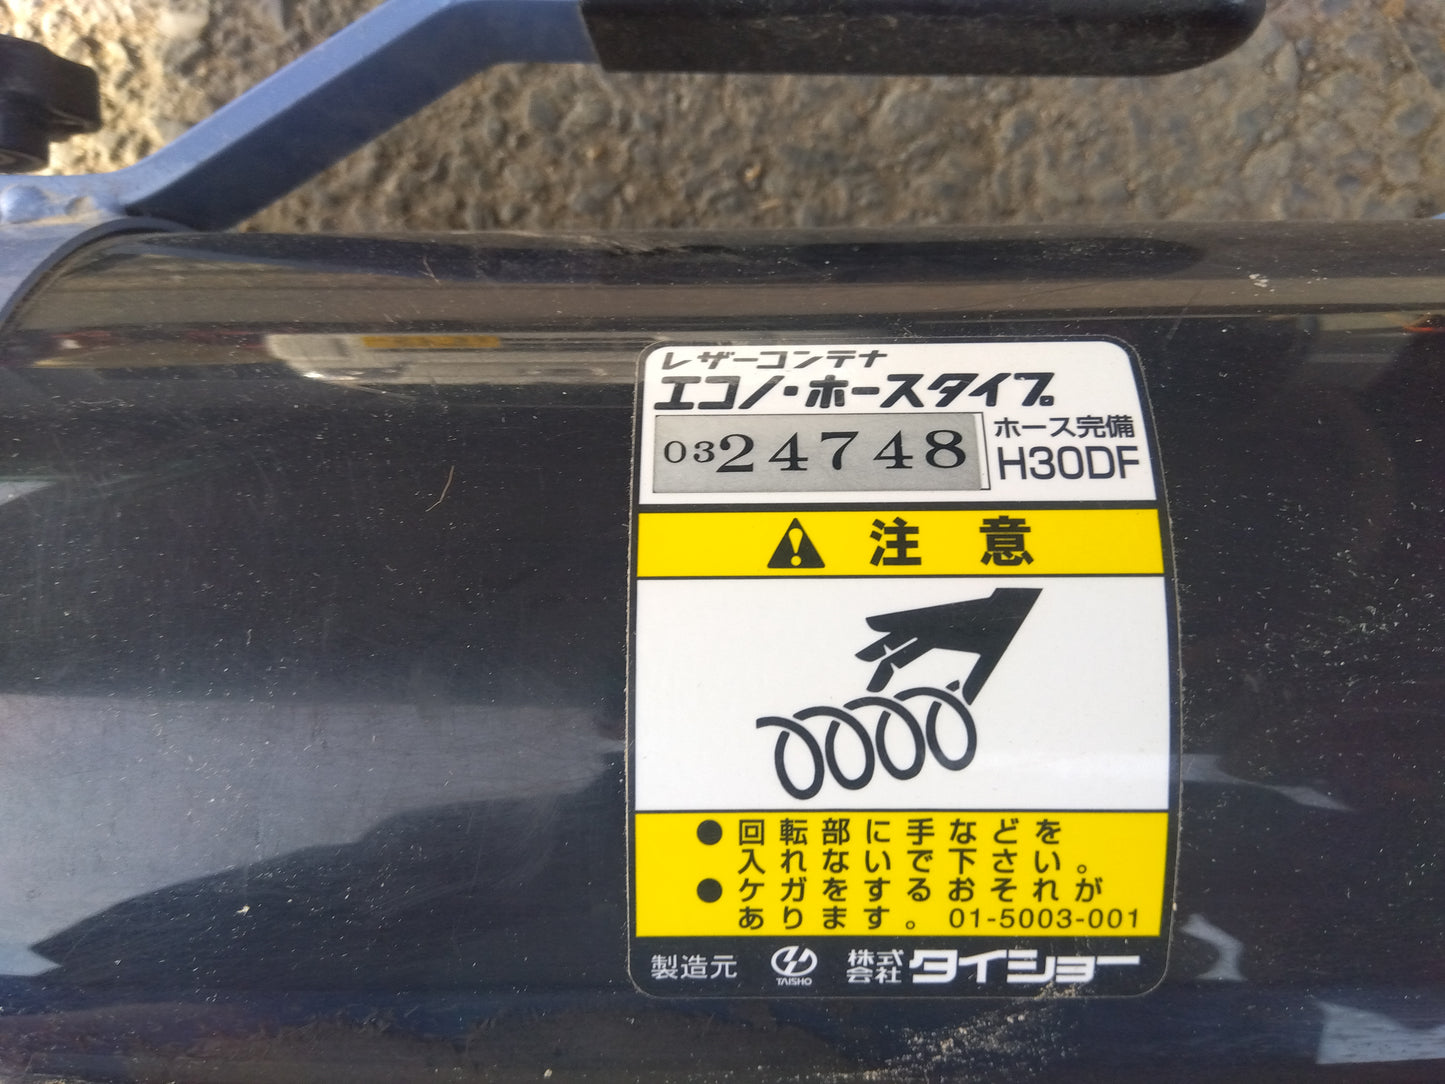 レザーコンテナ
エコノ・ホースタイプ
0324748
ホース完備
H30DF
注意
●回転部に手などを
入れないで下さい。
●ケガをするおそれが
あります。01-5003-001
製造元 TAISHO 株式会社タイショー